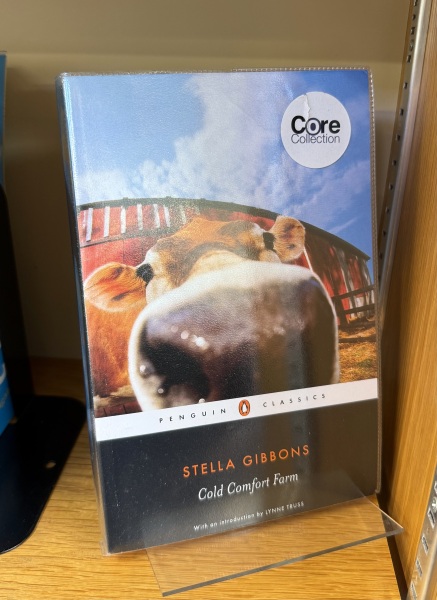 Core
Collection
PENGUIN CLASSICS
STELLA GIBBONS
Cold Comfort Farm
With an introduction by LYNNE TRUSS